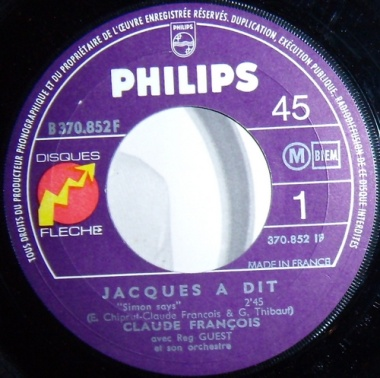 TOUS DROITS DU PRODUCTEUR PHONOGRAPHIQUE ET DU PROPRIÉTAIRE DE L'ŒUVRE ENREGISTRÉE RÉSERVÉS. DUPLICATION, EXÉCUTION PUBLIQUE, RADIODIFFUSION DE CE DISQUE INTERDITES
PHILIPS
PHILIPS
45
B 370.852 F
DISQUES
FLECHE
M BIEM
1
370.852 1F
MADE IN FRANCE
JACQUES A DIT
"Simon says" 2'45
(E. Chiprut-Claude François & G. Thibaut)
CLAUDE FRANÇOIS
avec Reg GUEST
et son orchestre